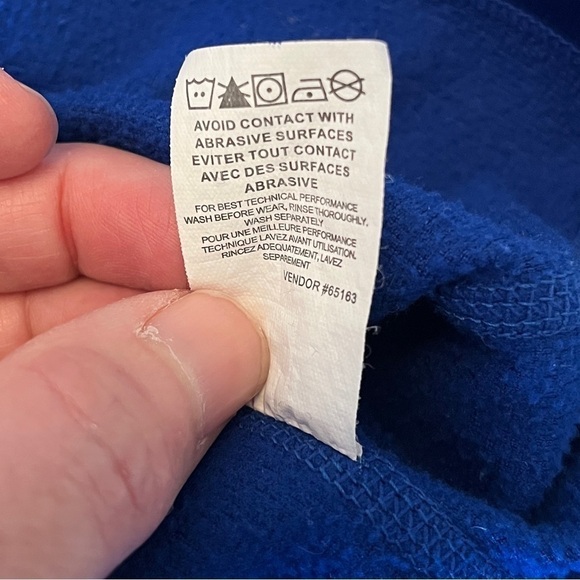 AVOID CONTACT WITH
ABRASIVE SURFACES
EVITER TOUT CONTACT
AVEC DES SURFACES
ABRASIVE
FOR BEST TECHNICAL PERFORMANCE
WASH BEFORE WEAR, RINSE THOROUGHLY,
WASH SEPARATELY
POUR UNE MEILLEURE PERFORMANCE
TECHNIQUE LAVEZ AVANT UTILISATION.
RINCEZ ADEQUATEMENT, LAVEZ
SEPAREMENT
VENDOR #65163